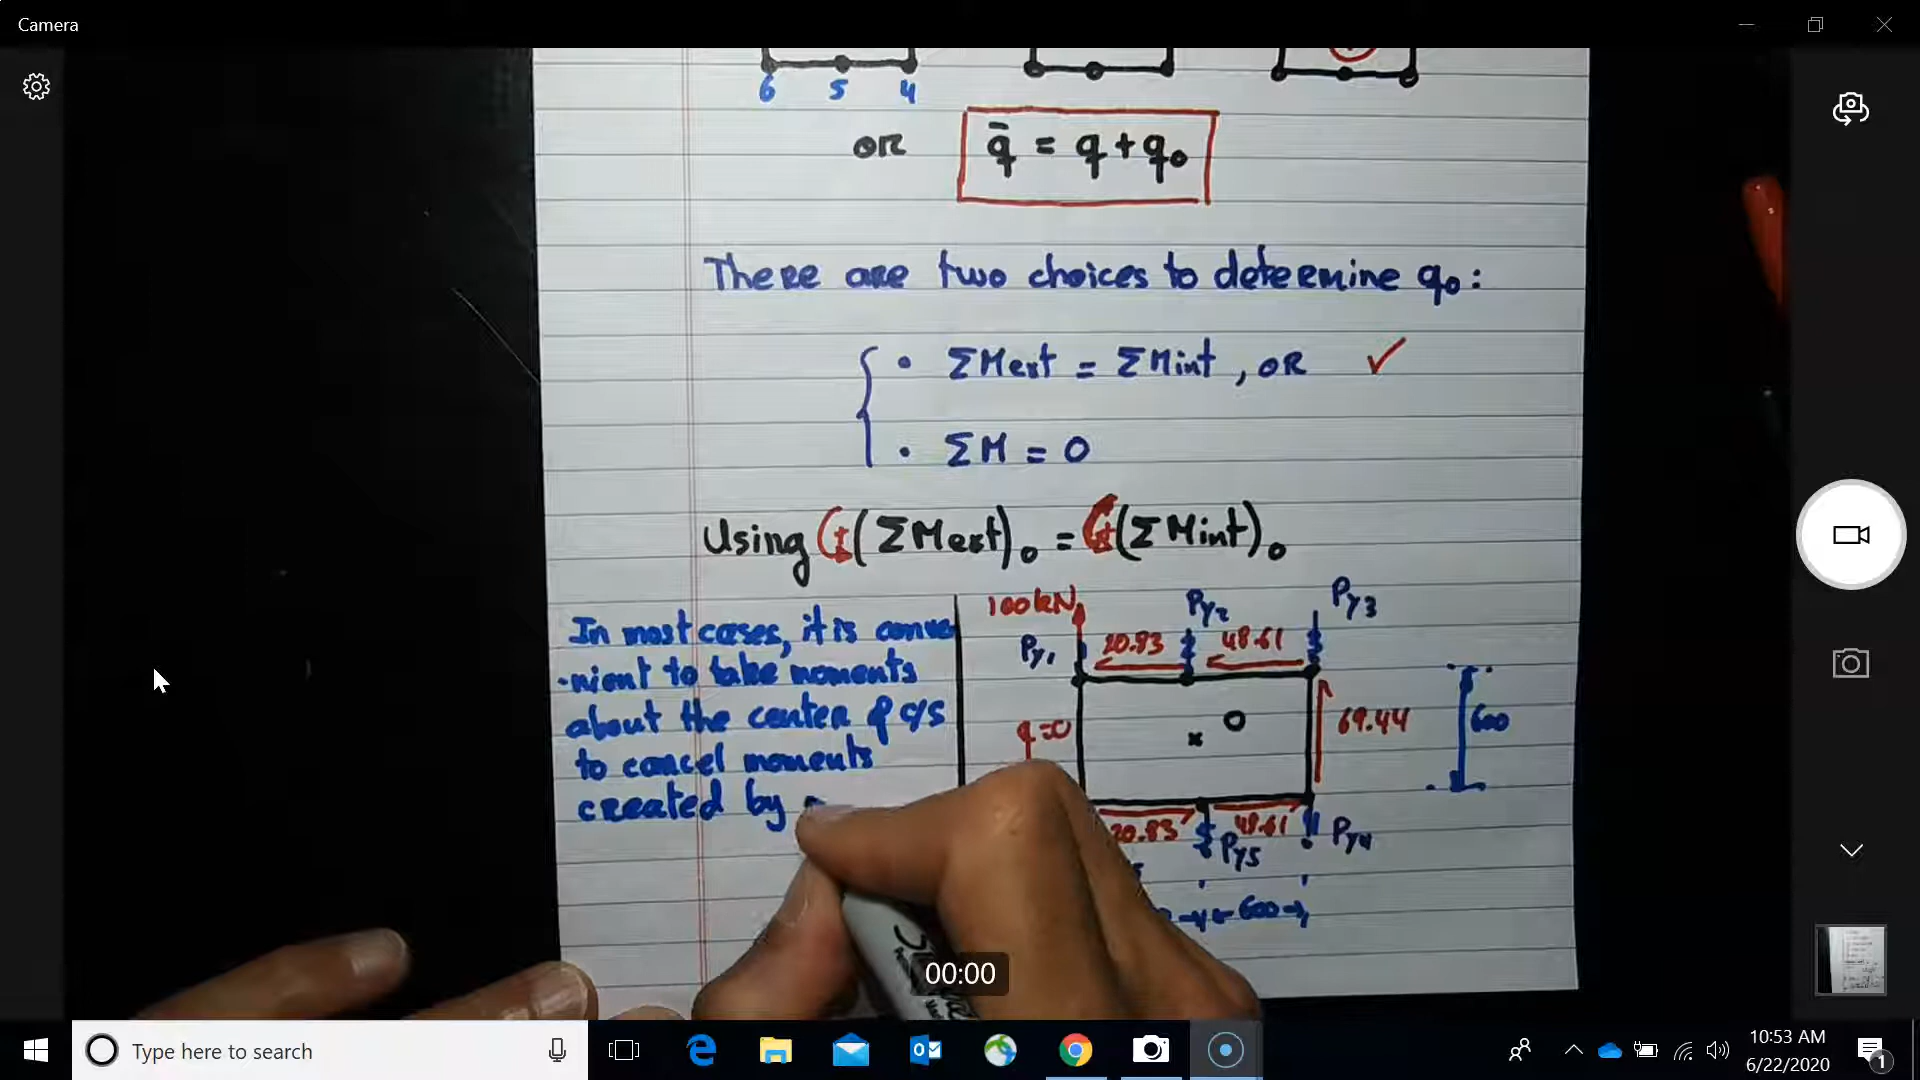 Camera
6 5 4
OR q̄ = q + q₀
There are two choices to determine q₀:
• ΣMext = ΣMint, OR ✓
• ΣM = 0
Using (ΣMext)₀ = (ΣMint)₀
In most cases, it is conve
-nient to take moments
about the center of c/s
to cancel moments
created by
100kN Py2 Py3
Py1 20.83 48.61
q=0 x O 69.44 600
20.83 48.61
Py5 Py4
600
00:00
Type here to search
10:53 AM
6/22/2020
1